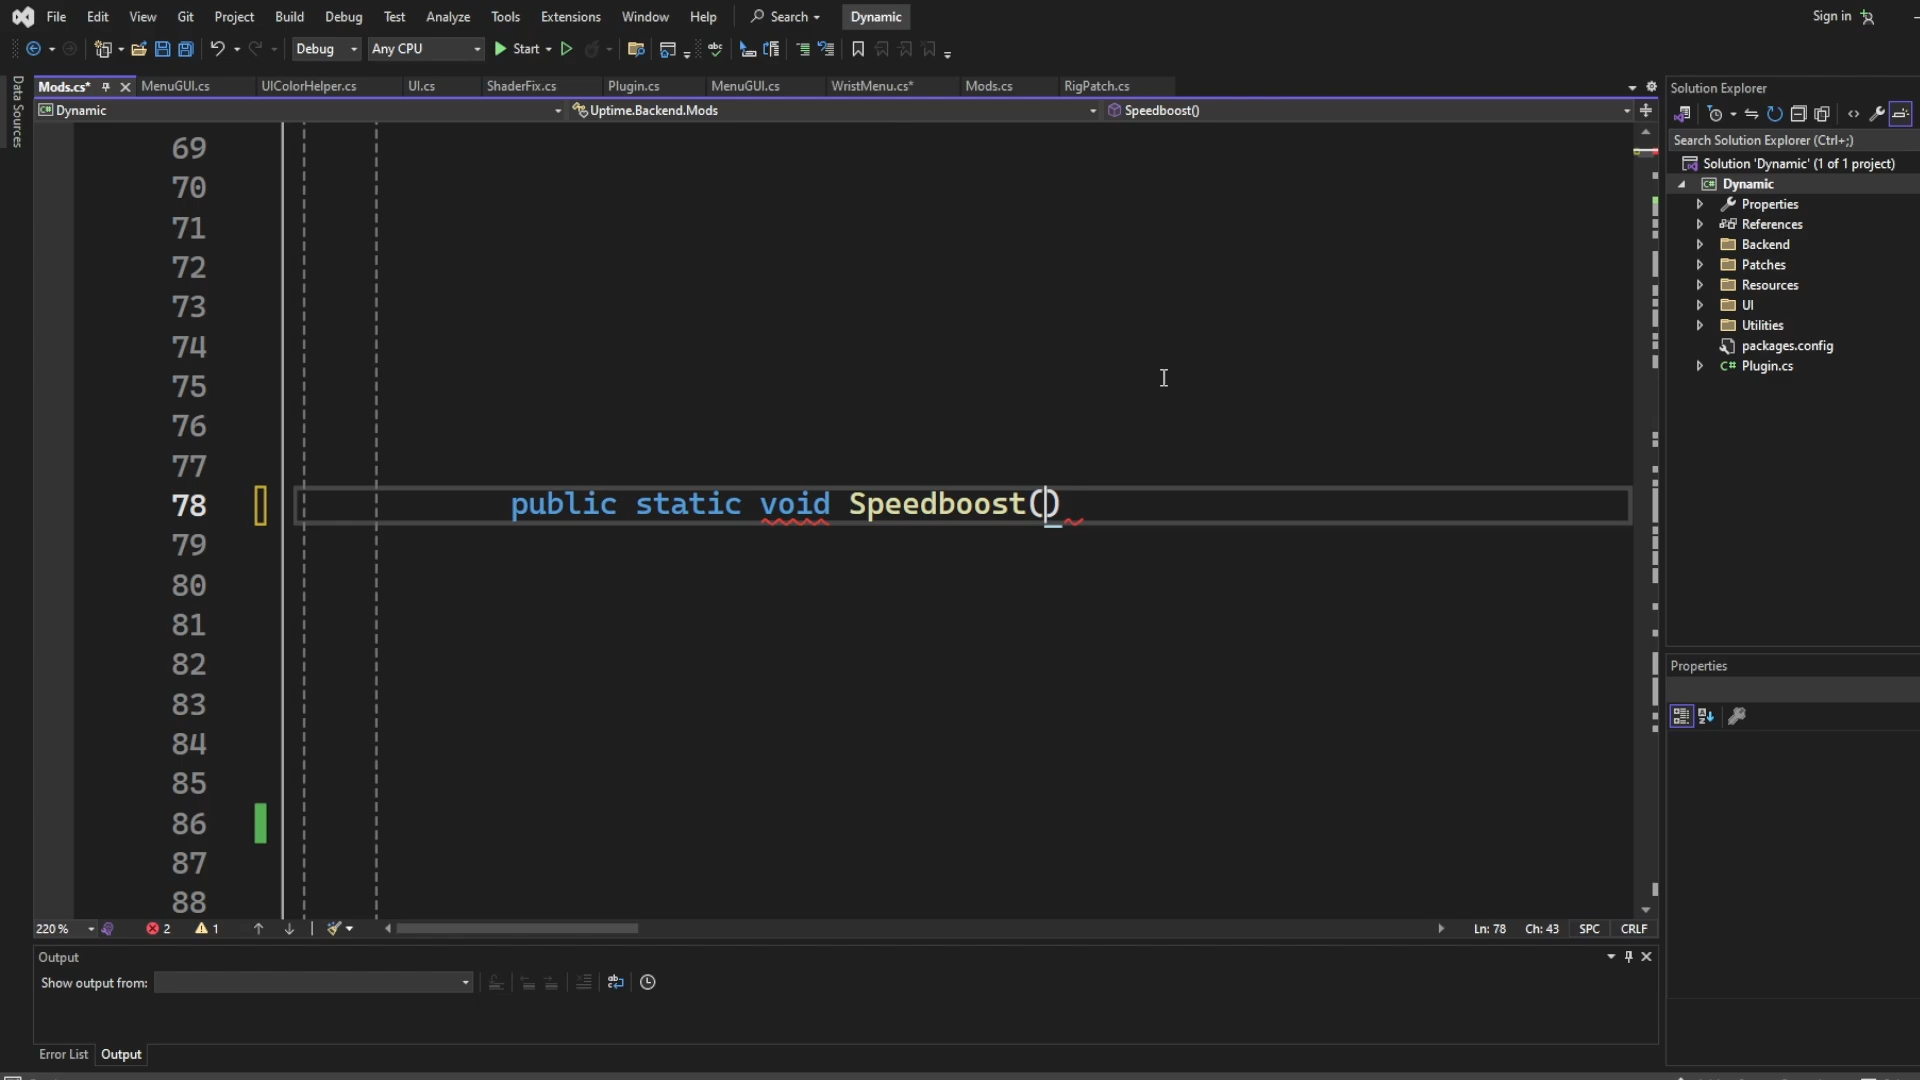 File Edit View Git Project Build Debug Test Analyze Tools Extensions Window Help Search Dynamic Sign in
Debug Any CPU Start
Data Sources
Mods.cs* MenuGUI.cs UIColorHelper.cs UI.cs ShaderFix.cs Plugin.cs MenuGUI.cs WristMenu.cs* Mods.cs RigPatch.cs
Dynamic Uptime.Backend.Mods Speedboost()
69
70
71
72
73
74
75
76
77
78 public static void Speedboost()
79
80
81
82
83
84
85
86
87
88
220 % 2 1 Ln: 78 Ch: 43 SPC CRLF
Output
Show output from:
Error List Output
Solution Explorer
Search Solution Explorer (Ctrl+;)
Solution 'Dynamic' (1 of 1 project)
Dynamic
Properties
References
Backend
Patches
Resources
UI
Utilities
packages.config
C# Plugin.cs
Properties